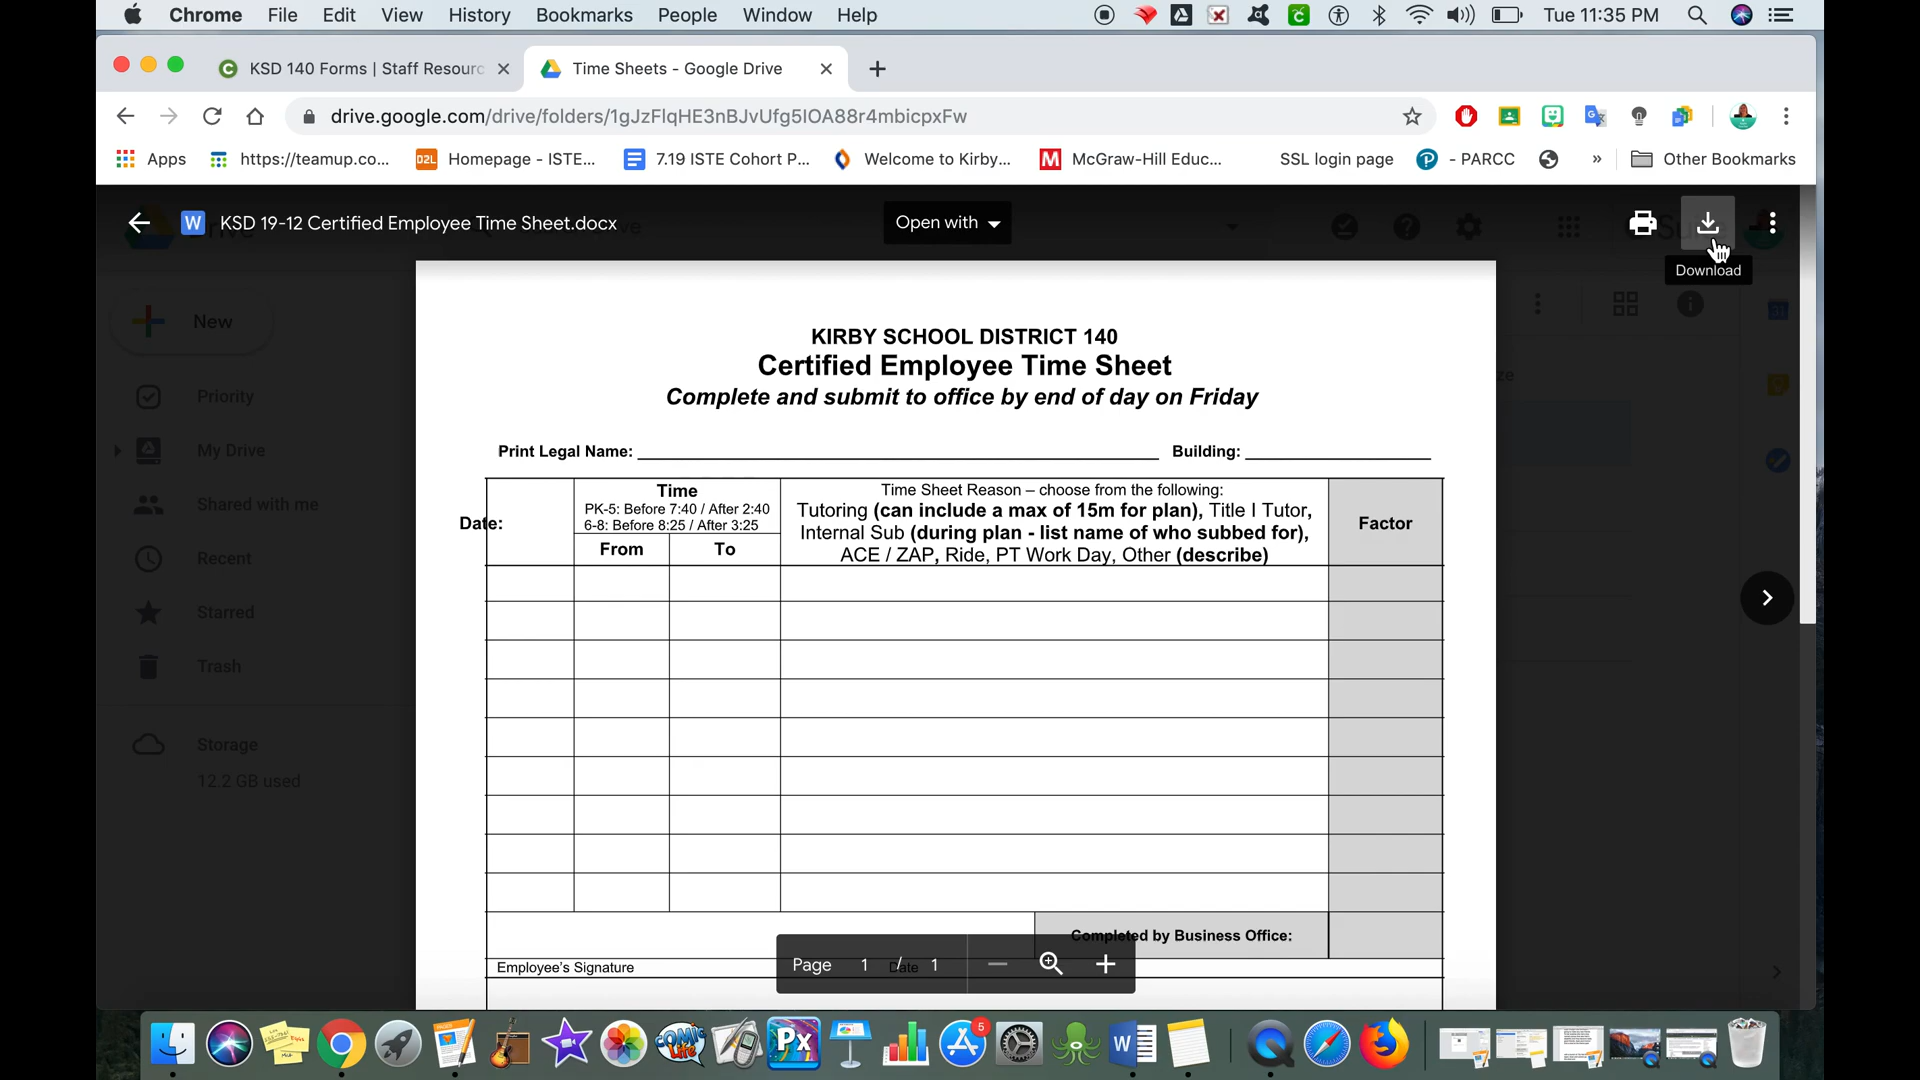 Chrome File Edit View History Bookmarks People Window Help Tue 11:35 PM
KSD 140 Forms | Staff Resourc Time Sheets - Google Drive
drive.google.com/drive/folders/1gJzFlqHE3nBJvUfg5IOA88r4mbicpxFw
Apps https://teamup.co... D2L Homepage - ISTE... 7.19 ISTE Cohort P... Welcome to Kirby... M McGraw-Hill Educ... SSL login page P - PARCC » Other Bookmarks
W KSD 19-12 Certified Employee Time Sheet.docx Open with
Download
New
Priority
My Drive
Shared with me
Recent
Starred
Trash
Storage
12.2 GB used
KIRBY SCHOOL DISTRICT 140
Certified Employee Time Sheet
Complete and submit to office by end of day on Friday
Print Legal Name: Building:
Date:
Time
PK-5: Before 7:40 / After 2:40
6-8: Before 8:25 / After 3:25
From To
Time Sheet Reason – choose from the following:
Tutoring (can include a max of 15m for plan), Title I Tutor,
Internal Sub (during plan - list name of who subbed for),
ACE / ZAP, Ride, PT Work Day, Other (describe)
Factor
Completed by Business Office:
Employee's Signature Date
Page 1 / 1
Px
5
W